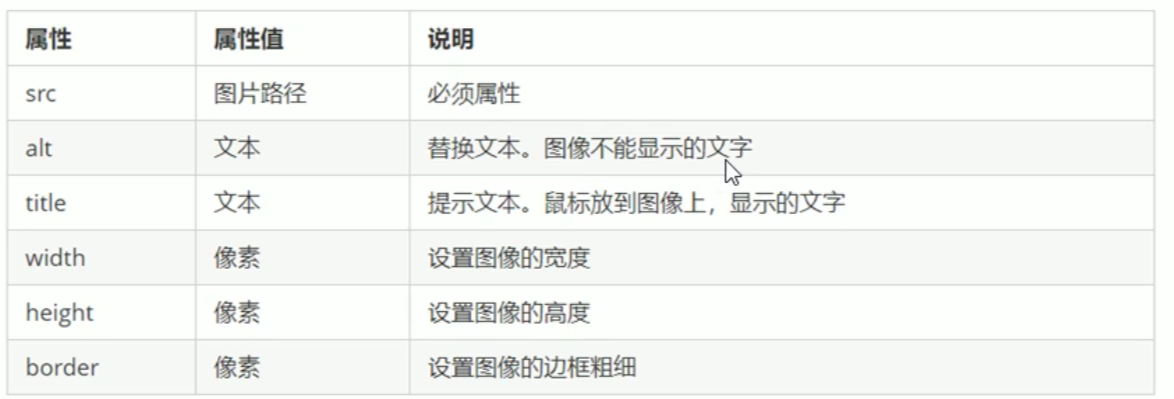 属性 属性值 说明
src 图片路径 必须属性
alt 文本 替换文本。图像不能显示的文字
title 文本 提示文本。鼠标放到图像上，显示的文字
width 像素 设置图像的宽度
height 像素 设置图像的高度
border 像素 设置图像的边框粗细